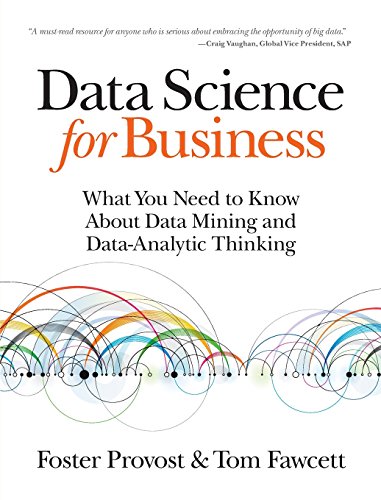 “A must-read resource for anyone who is serious about embracing the opportunity of big data.”
—Craig Vaughan, Global Vice President, SAP
Data Science
for Business
What You Need to Know
About Data Mining and
Data-Analytic Thinking
Foster Provost & Tom Fawcett